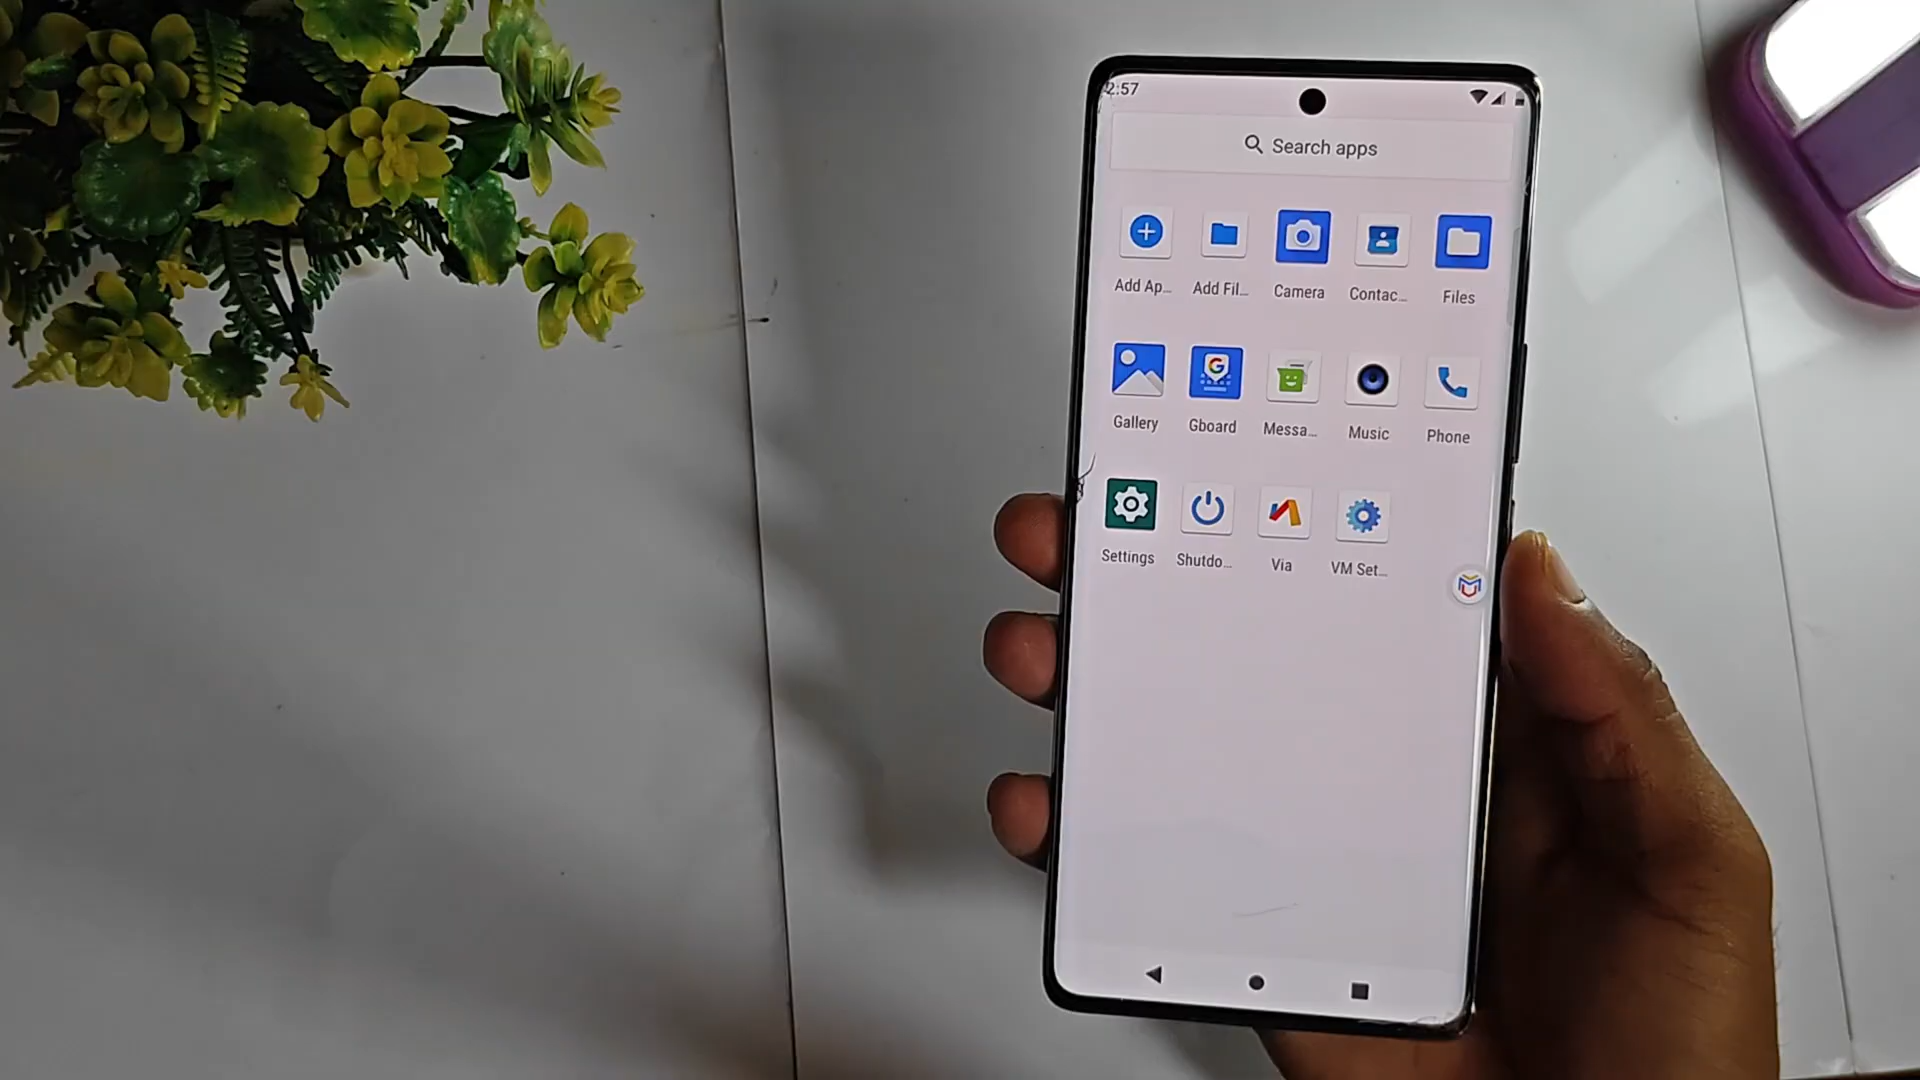 2:57
Search apps
Add Ap... Add Fil... Camera Contac... Files
Gallery Gboard Messa... Music Phone
Settings Shutdo... Via VM Set...